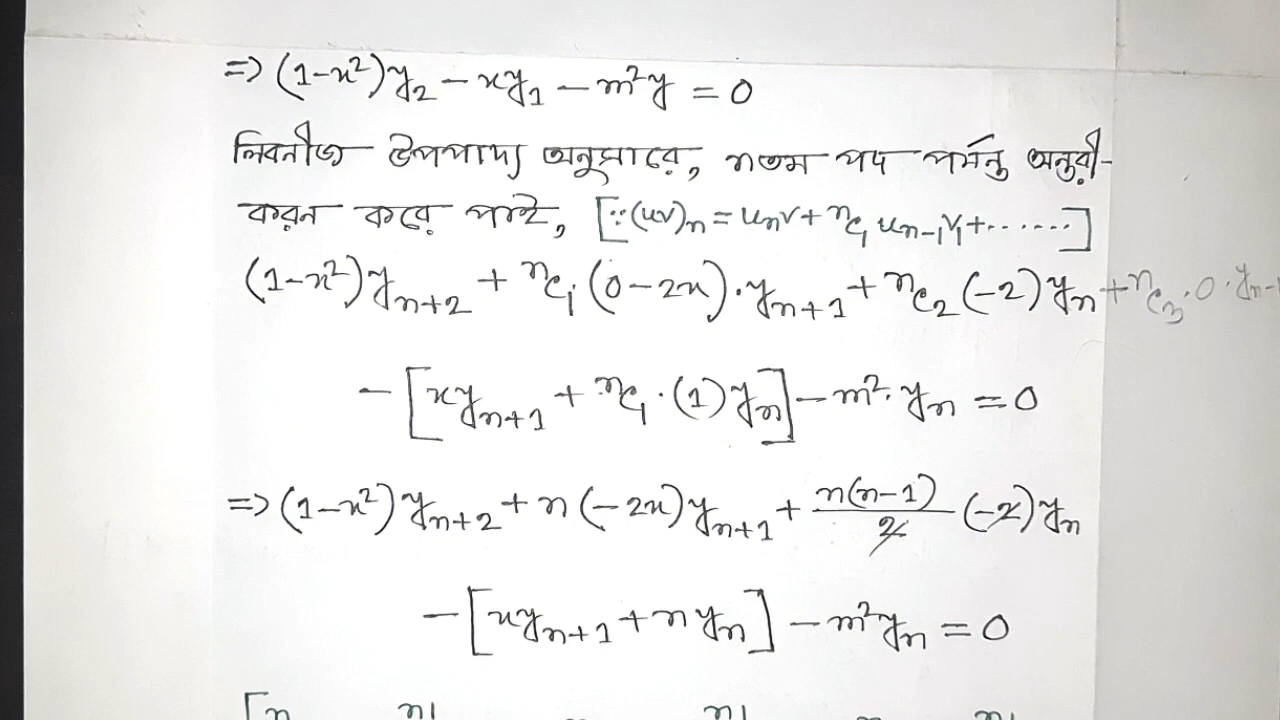 => (1-x²)y₂ - xy₁ - m²y = 0
লিবনীজ উপপাদ্য অনুসারে, nতম পদ পর্যন্ত অন্তরী-
করন করে পাই, [∵(uv)ₙ = uₙv + ⁿc₁ uₙ₋₁v₁ + ......]
(1-x²)yₙ₊₂ + ⁿc₁ (0-2x)·yₙ₊₁ + ⁿc₂ (-2)yₙ + ⁿc₃·0·yₙ₋₁
- [xyₙ₊₁ + ⁿc₁·(1)yₙ] - m²·yₙ = 0
=> (1-x²)yₙ₊₂ + n(-2x)yₙ₊₁ + n(n-1)/2 (-2)yₙ
- [xyₙ₊₁ + nyₙ] - m²yₙ = 0